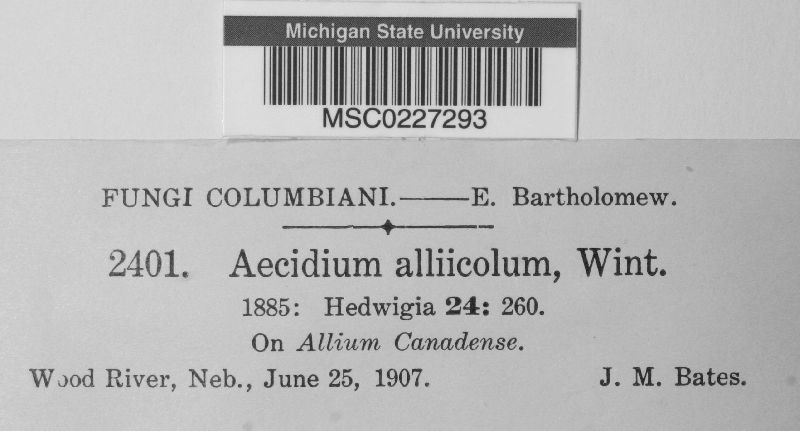 Michigan State University
MSC0227293
FUNGI COLUMBIANI.——E. Bartholomew.
2401. Aecidium alliicolum, Wint.
1885: Hedwigia 24: 260.
On Allium Canadense.
Wood River, Neb., June 25, 1907. J. M. Bates.